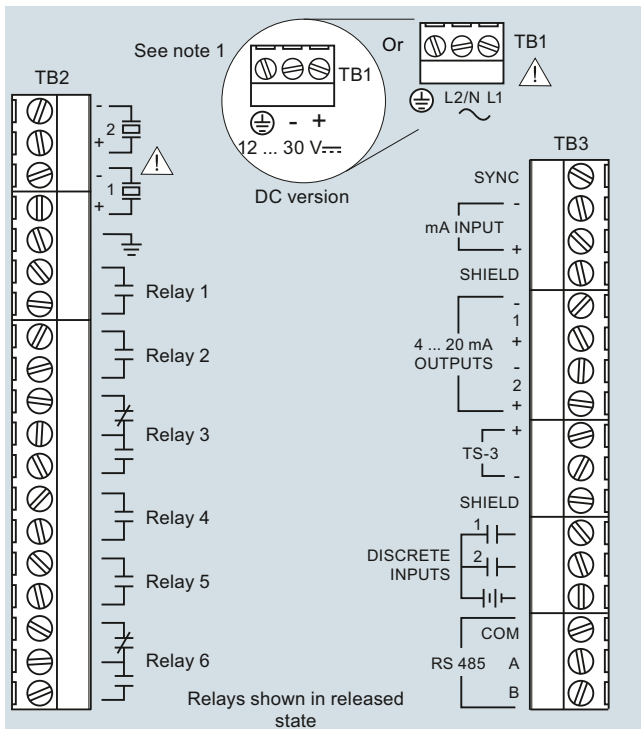 See note 1
TB1
12 ... 30 V
- +
DC version
Or
TB1
L2/N L1
TB2
-
2
+
-
1
+
Relay 1
Relay 2
Relay 3
Relay 4
Relay 5
Relay 6
Relays shown in released
state
TB3
SYNC
-
mA INPUT
+
SHIELD
-
1
+
4 ... 20 mA
OUTPUTS
-
2
+
+
TS-3
-
SHIELD
1
DISCRETE
INPUTS
2
COM
RS 485 A
B